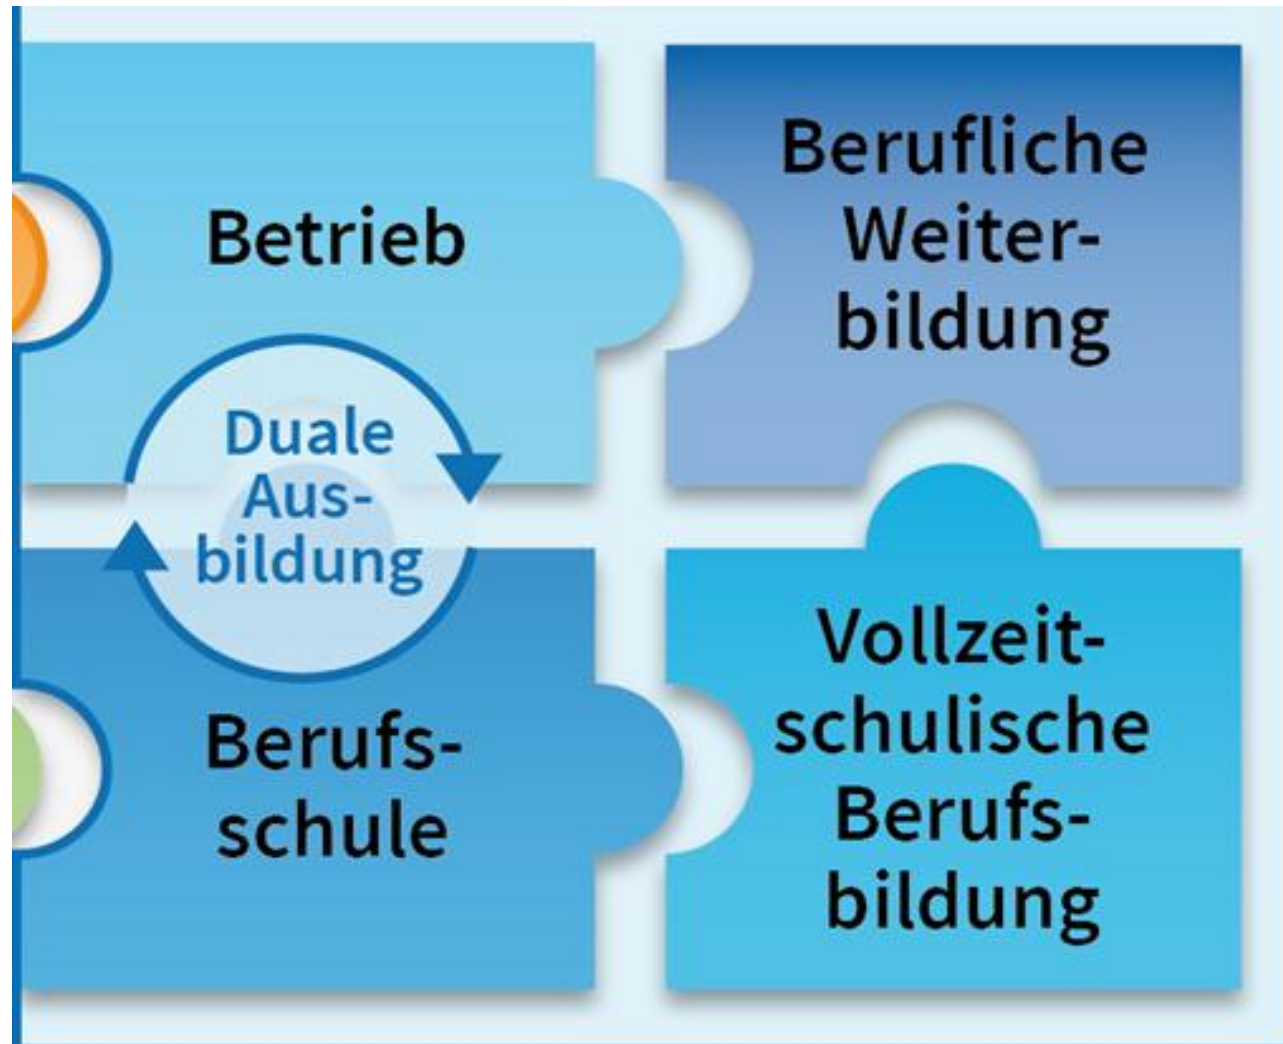 Betrieb
Berufliche
Weiter-
bildung
Duale
Aus-
bildung
Berufs-
schule
Vollzeit-
schulische
Berufs-
bildung